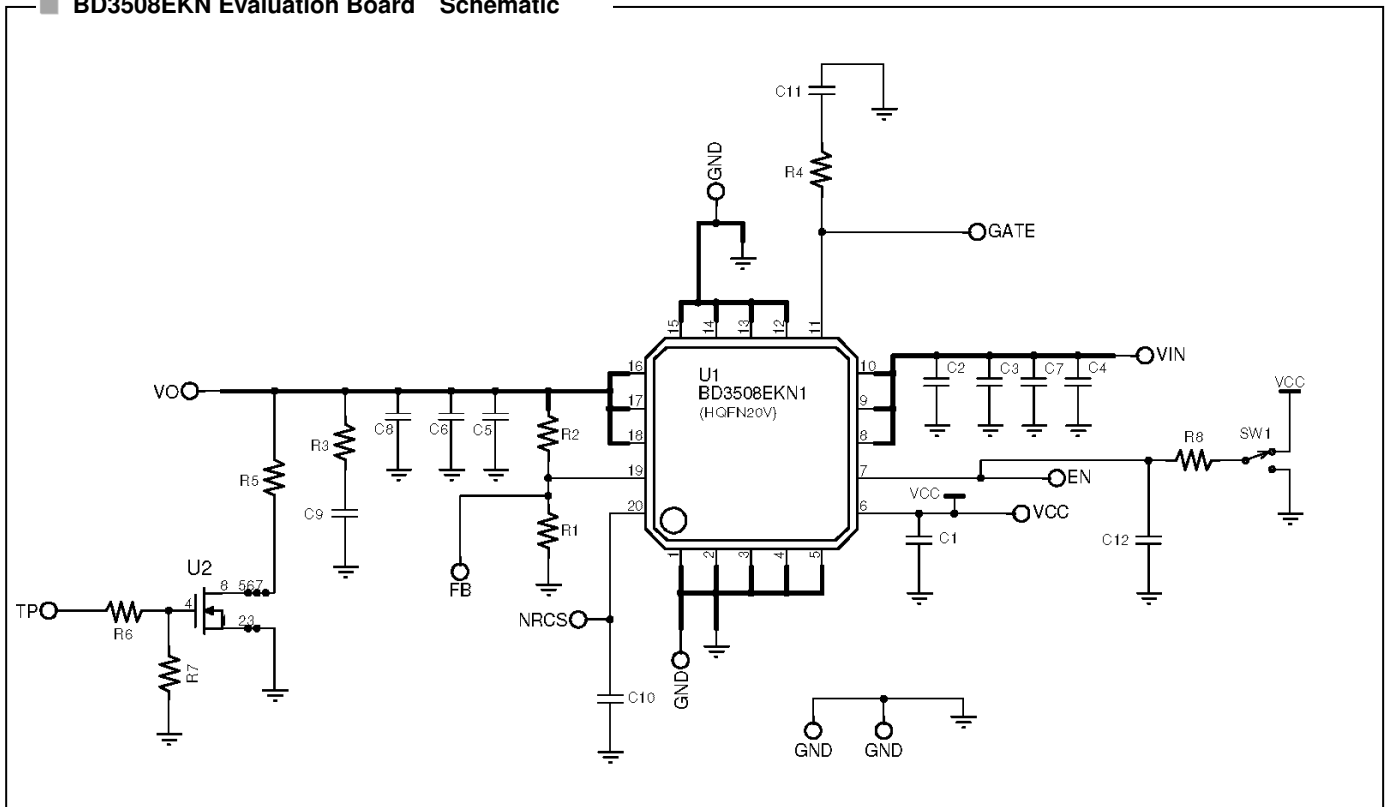 BD3508EKN Evaluation Board Schematic
C11
R4
GND
GATE
15
14
13
12
11
VO
16
17
18
19
20
U1
BD3508EKN1
(HQFN20V)
10
9
8
7
6
VIN
C2
C3
C7
C4
VCC
R8
SW1
R3
C8
C6
C5
R2
R5
C9
R1
EN
VCC
VCC
C1
C12
FB
1
2
3
4
5
U2
8 567
4
23
TP
R6
R7
NRCS
C10
GND
GND
GND